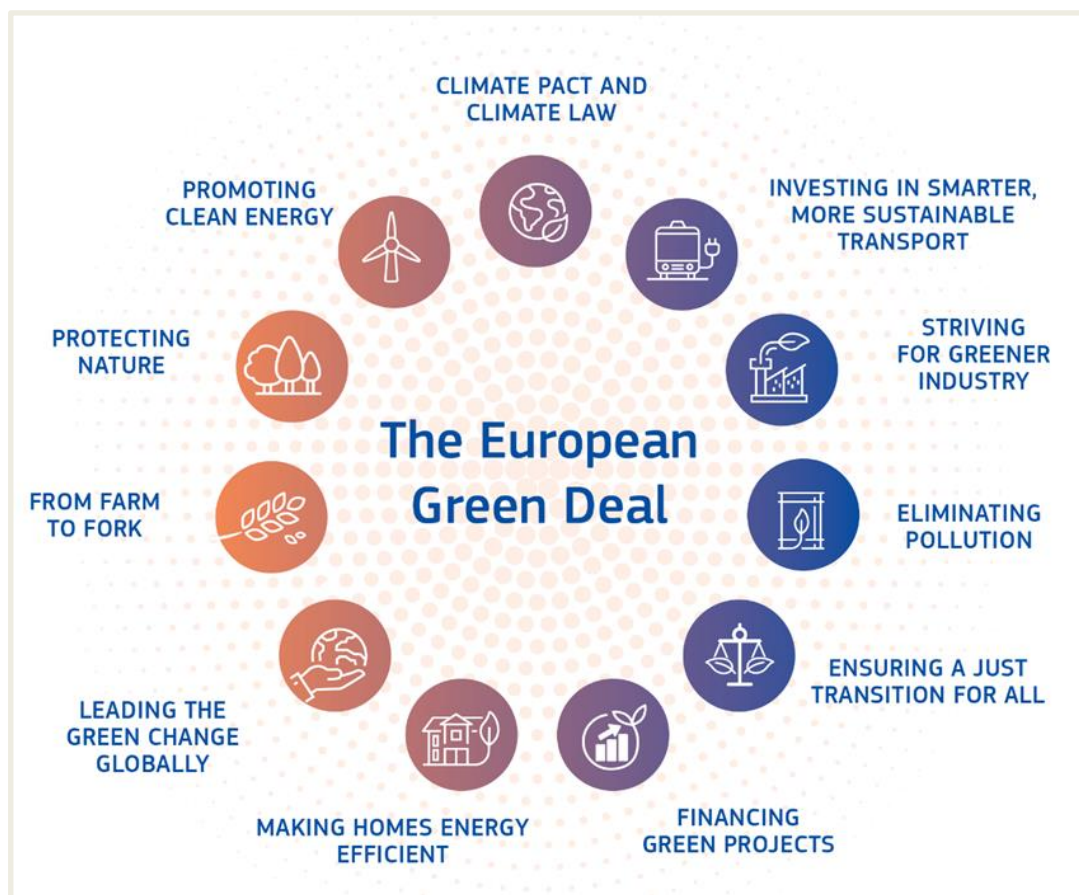 CLIMATE PACT AND
CLIMATE LAW
PROMOTING
CLEAN ENERGY
INVESTING IN SMARTER,
MORE SUSTAINABLE
TRANSPORT
PROTECTING
NATURE
STRIVING
FOR GREENER
INDUSTRY
The European
Green Deal
FROM FARM
TO FORK
ELIMINATING
POLLUTION
LEADING THE
GREEN CHANGE
GLOBALLY
ENSURING A JUST
TRANSITION FOR ALL
MAKING HOMES ENERGY
EFFICIENT
FINANCING
GREEN PROJECTS